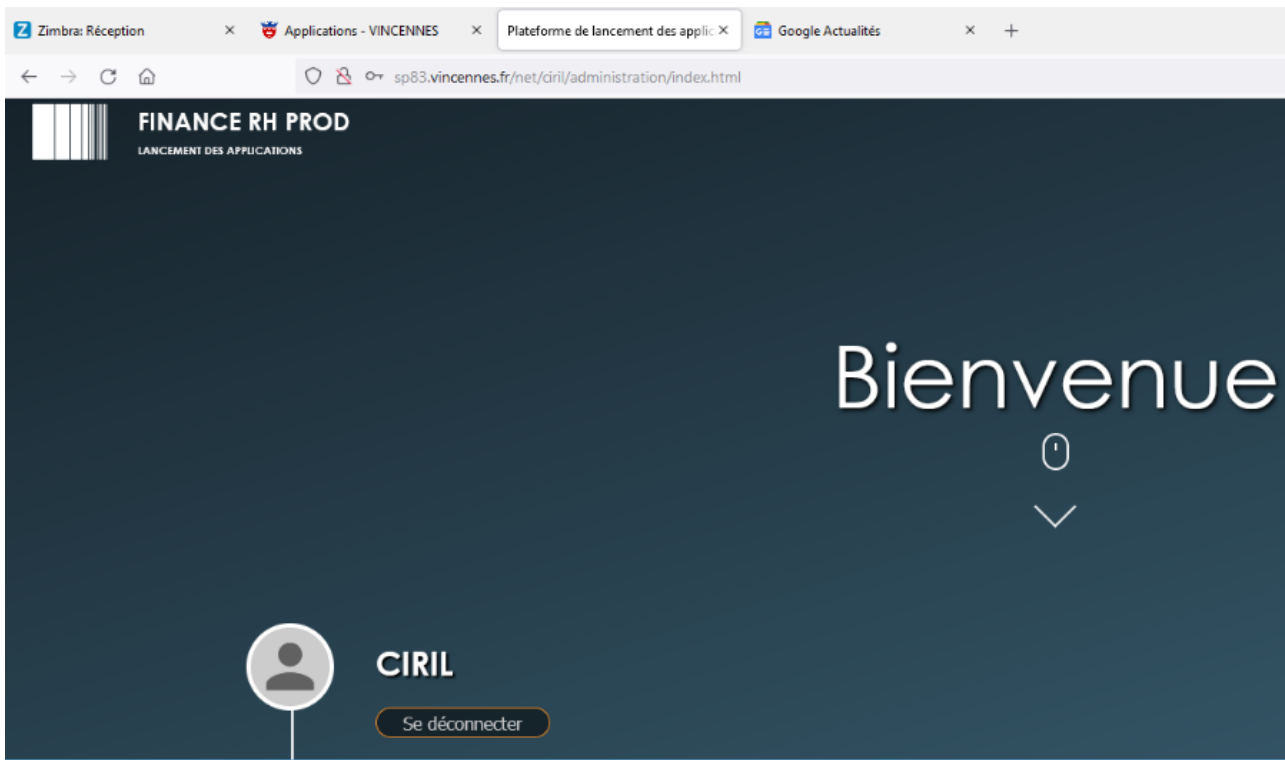 Zimbra: Réception
Applications - VINCENNES
Plateforme de lancement des applic
Google Actualités
sp83.vincennes.fr/net/ciril/administration/index.html
FINANCE RH PROD
LANCEMENT DES APPLICATIONS
Bienvenue
CIRIL
Se déconnecter